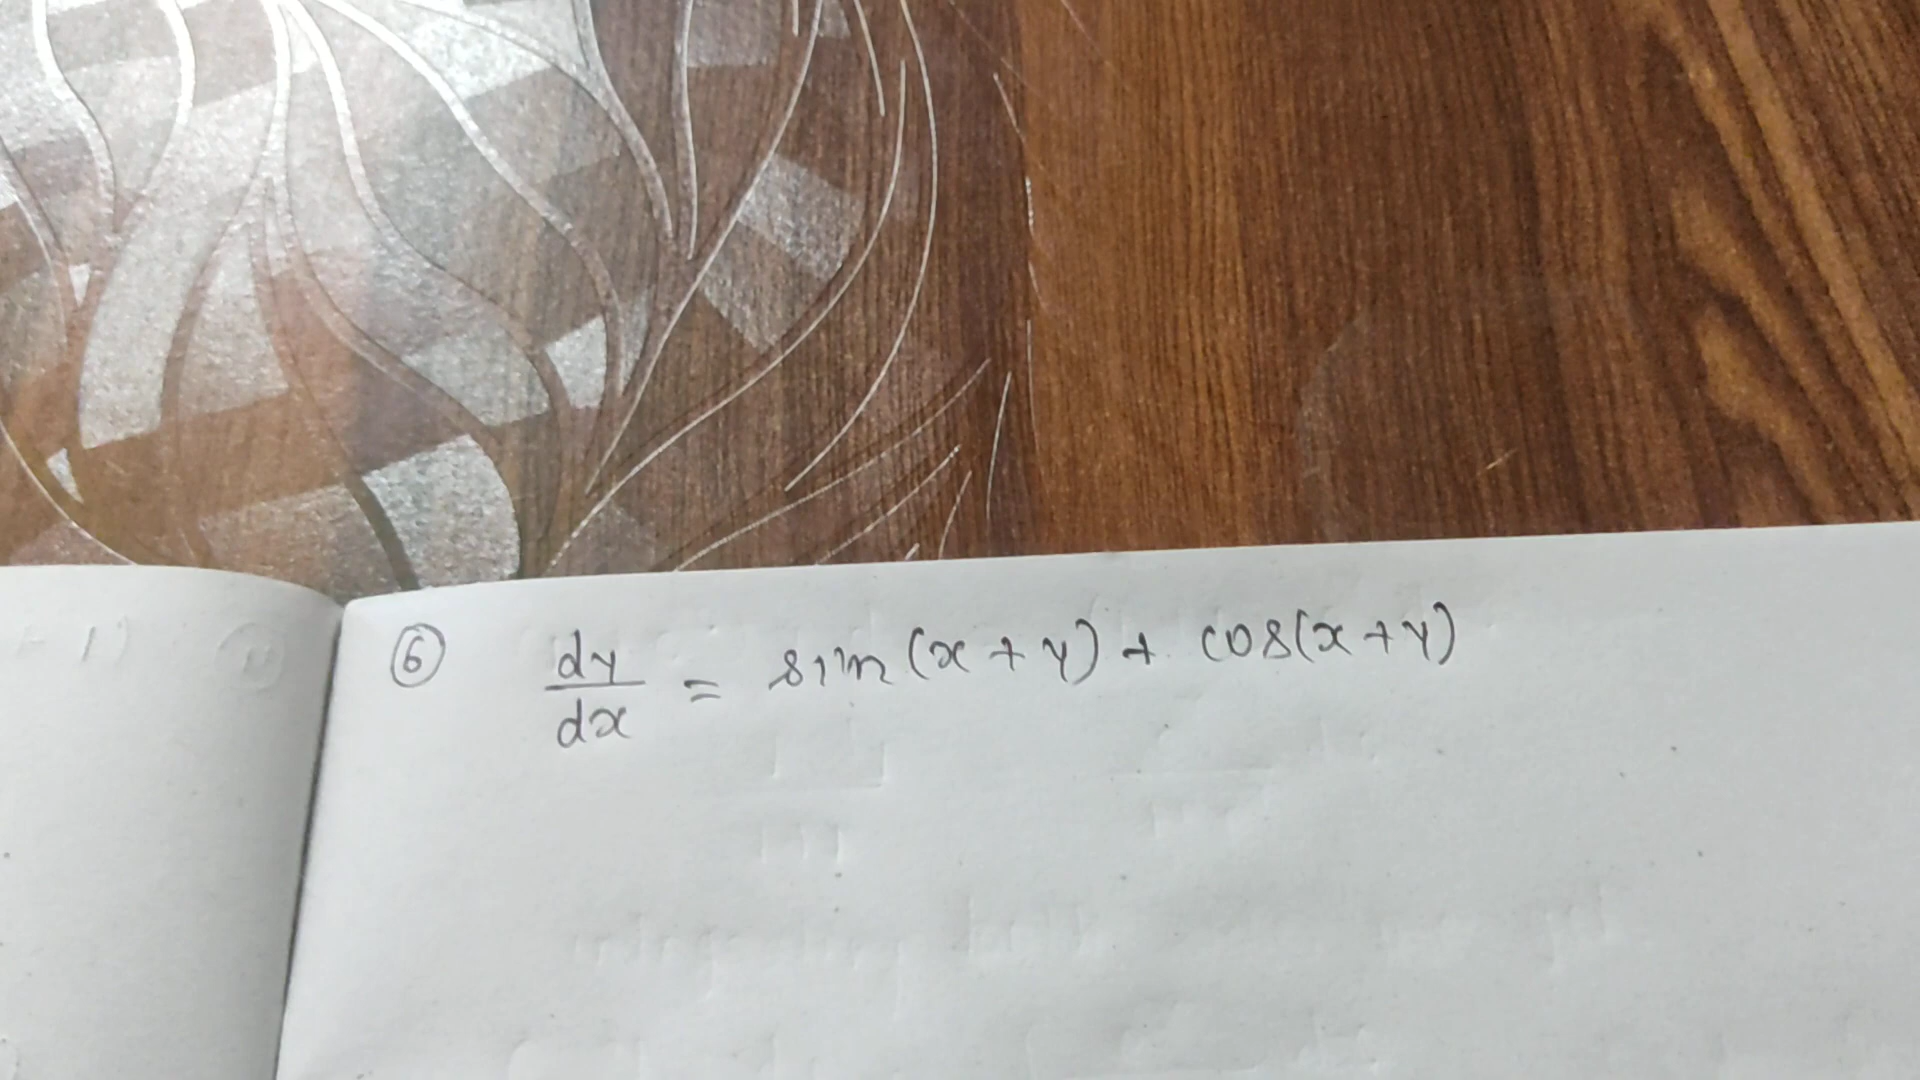 ⑥ dy/dx = sin(x+y) + cos(x+y)